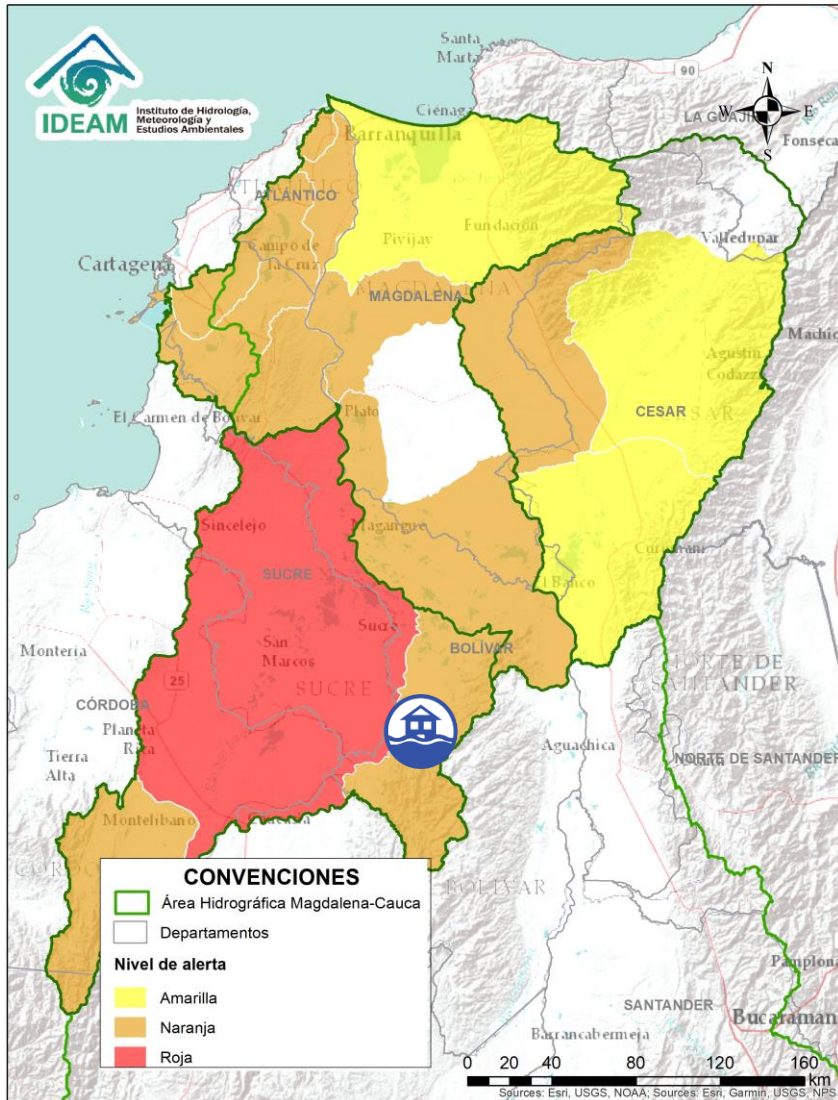 Santa
Marta
90
N
W
E
S
IDEAM
Instituto de Hidrología,
Meteorología y
Estudios Ambientales
Ciénaga
LA GUAJIR
Fonseca
Barranquilla
ATLÁNTICO
Pivijay
Fundación
Valledupar
Cartagena
Campo de
la Cruz
MAGDALENA
Agustín
Codazzi
El Carmen de Bolívar
Plato
CESAR
Sincelejo
Magangué
SUCRE
El Banco
Sucre
Montería
San
Marcos
BOLÍVAR
NORTE DE
SANTANDER
25
SUCRE
CÓRDOBA
Planeta
Rica
Aguachica
Tierra
Alta
NORTE DE SANTANDER
Montelíbano
CONVENCIONES
Área Hidrográfica Magdalena-Cauca
BOLÍVAR
Departamentos
Nivel de alerta
Pamplona
Amarilla
Naranja
SANTANDER
Bucaraman
Roja
Barrancabermeja
0 20 40 80 120 160
km
Sources: Esri, USGS, NOAA; Sources: Esri, Garmin, USGS, NPS